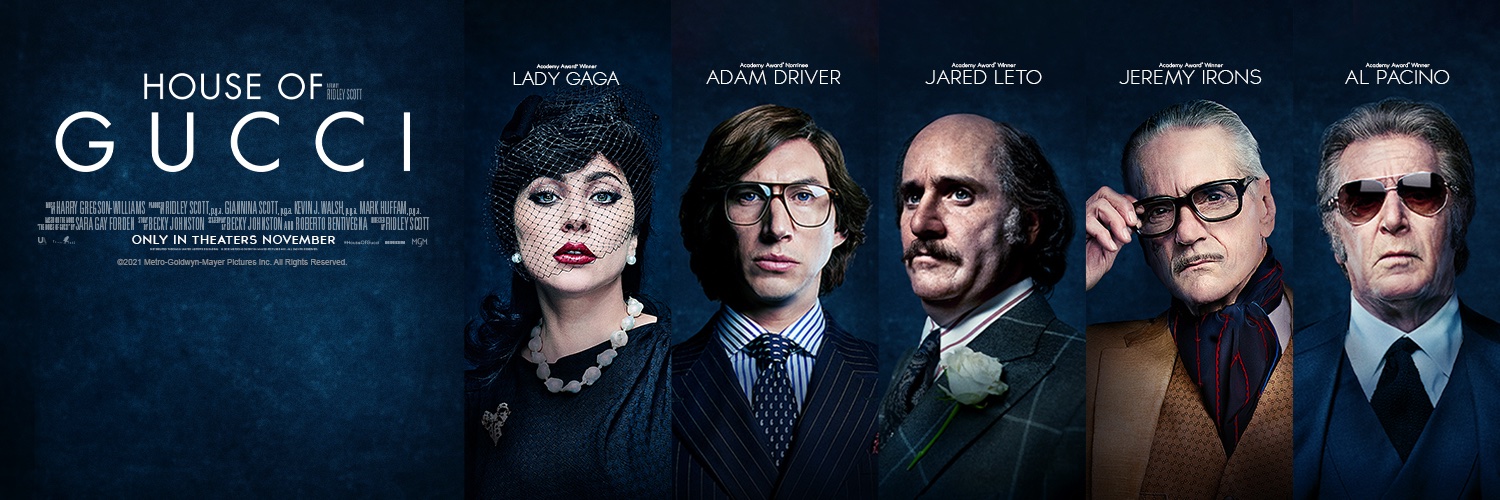 HOUSE OF
RIDLEY SCOTT
GUCCI
HARRY GREGSON-WILLIAMS RIDLEY SCOTT, p.g.a. GIANNINA SCOTT, p.g.a. KEVIN J. WALSH, p.g.a. MARK HUFFAM, p.g.a.
SARA GAY FORDEN BECKY JOHNSTON BECKY JOHNSTON AND ROBERTO BENTIVEGNA RIDLEY SCOTT
ONLY IN THEATERS NOVEMBER
#HouseOfGucci
MGM
©2021 Metro-Goldwyn-Mayer Pictures Inc. All Rights Reserved.
Academy Award® Winner
LADY GAGA
Academy Award® Nominee
ADAM DRIVER
Academy Award® Winner
JARED LETO
Academy Award® Winner
JEREMY IRONS
Academy Award® Winner
AL PACINO